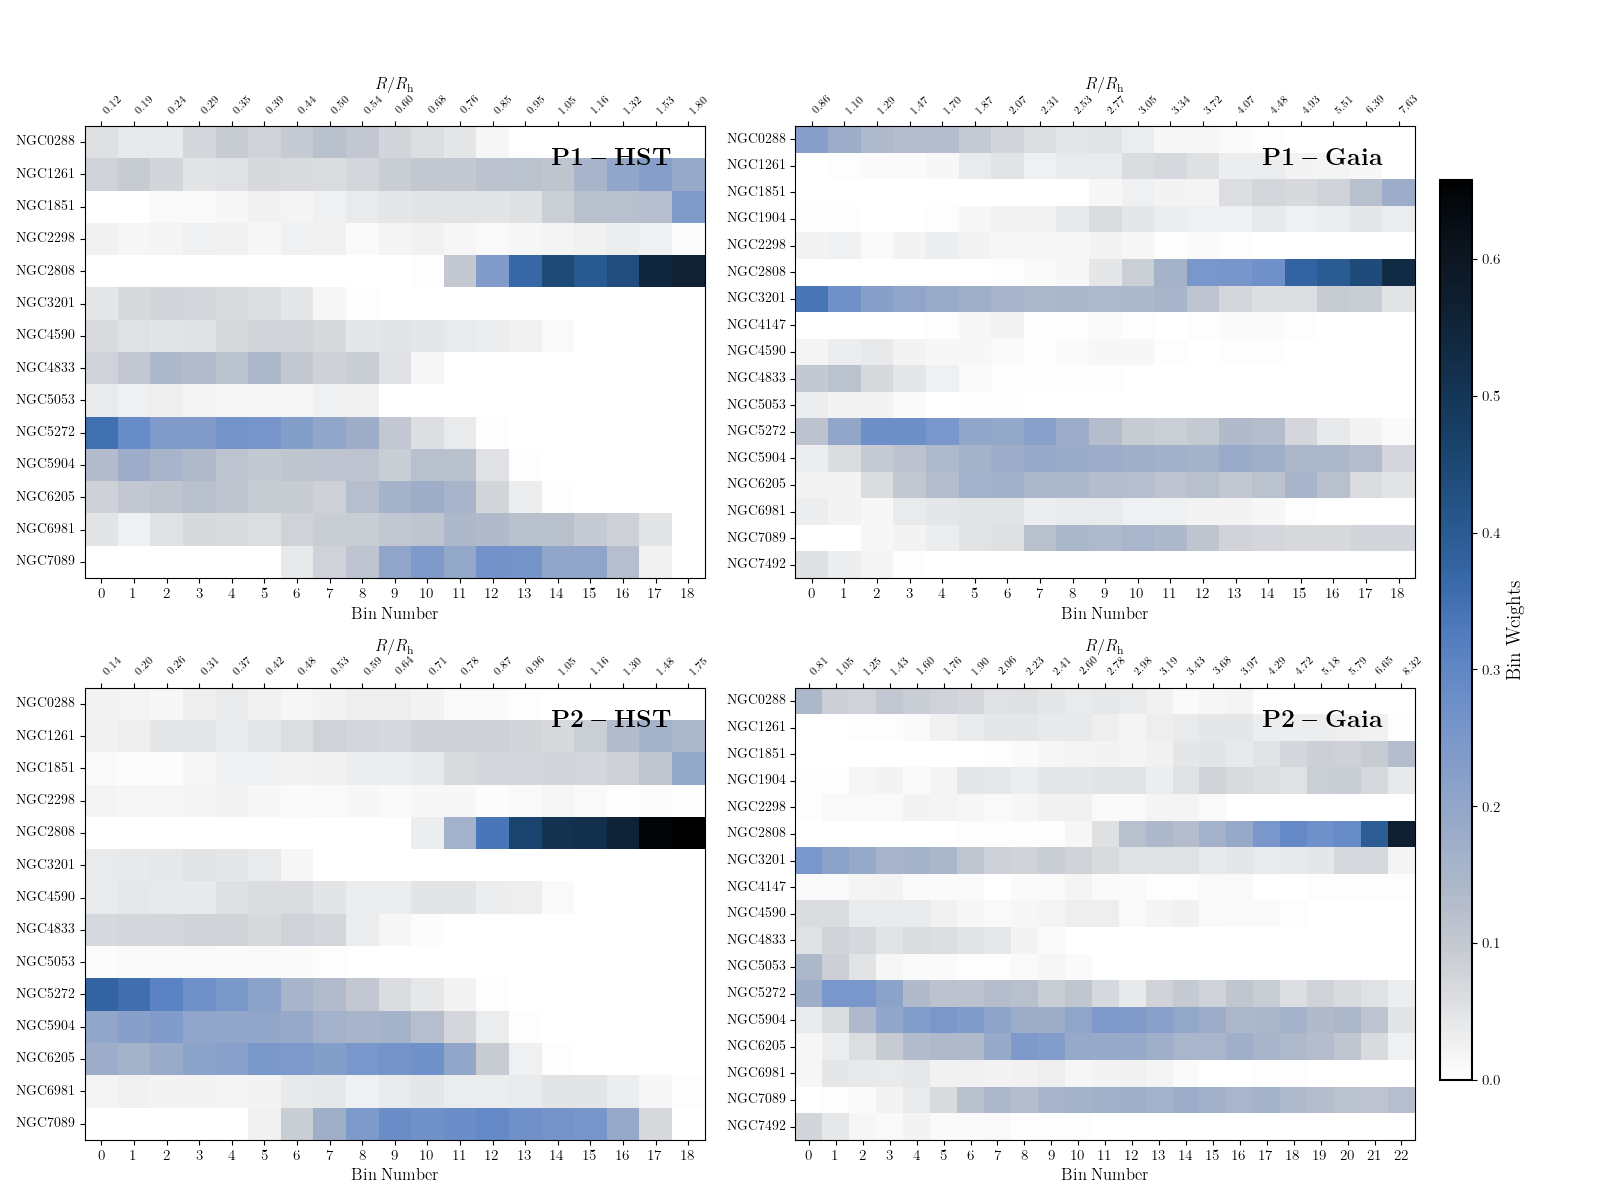 R/Rh
0.12 0.19 0.24 0.29 0.35 0.39 0.44 0.50 0.54 0.60 0.68 0.76 0.85 0.95 1.05 1.16 1.32 1.53 1.80
P1 – HST
NGC0288
NGC1261
NGC1851
NGC2298
NGC2808
NGC3201
NGC4590
NGC4833
NGC5053
NGC5272
NGC5904
NGC6205
NGC6981
NGC7089
0 1 2 3 4 5 6 7 8 9 10 11 12 13 14 15 16 17 18
Bin Number
R/Rh
0.86 1.10 1.29 1.47 1.70 1.87 2.07 2.31 2.53 2.77 3.05 3.34 3.72 4.07 4.48 4.93 5.51 6.39 7.63
P1 – Gaia
NGC0288
NGC1261
NGC1851
NGC1904
NGC2298
NGC2808
NGC3201
NGC4147
NGC4590
NGC4833
NGC5053
NGC5272
NGC5904
NGC6205
NGC6981
NGC7089
NGC7492
0 1 2 3 4 5 6 7 8 9 10 11 12 13 14 15 16 17 18
Bin Number
R/Rh
0.14 0.20 0.26 0.31 0.37 0.42 0.48 0.53 0.59 0.64 0.71 0.78 0.87 0.96 1.05 1.16 1.30 1.48 1.75
P2 – HST
NGC0288
NGC1261
NGC1851
NGC2298
NGC2808
NGC3201
NGC4590
NGC4833
NGC5053
NGC5272
NGC5904
NGC6205
NGC6981
NGC7089
0 1 2 3 4 5 6 7 8 9 10 11 12 13 14 15 16 17 18
Bin Number
R/Rh
0.81 1.05 1.25 1.43 1.60 1.76 1.90 2.06 2.23 2.41 2.60 2.78 2.98 3.19 3.43 3.68 3.97 4.29 4.72 5.18 5.79 6.65 8.32
P2 – Gaia
NGC0288
NGC1261
NGC1851
NGC1904
NGC2298
NGC2808
NGC3201
NGC4147
NGC4590
NGC4833
NGC5053
NGC5272
NGC5904
NGC6205
NGC6981
NGC7089
NGC7492
0 1 2 3 4 5 6 7 8 9 10 11 12 13 14 15 16 17 18 19 20 21 22
Bin Number
0.6
0.5
0.4
0.3
0.2
0.1
0.0
Bin Weights